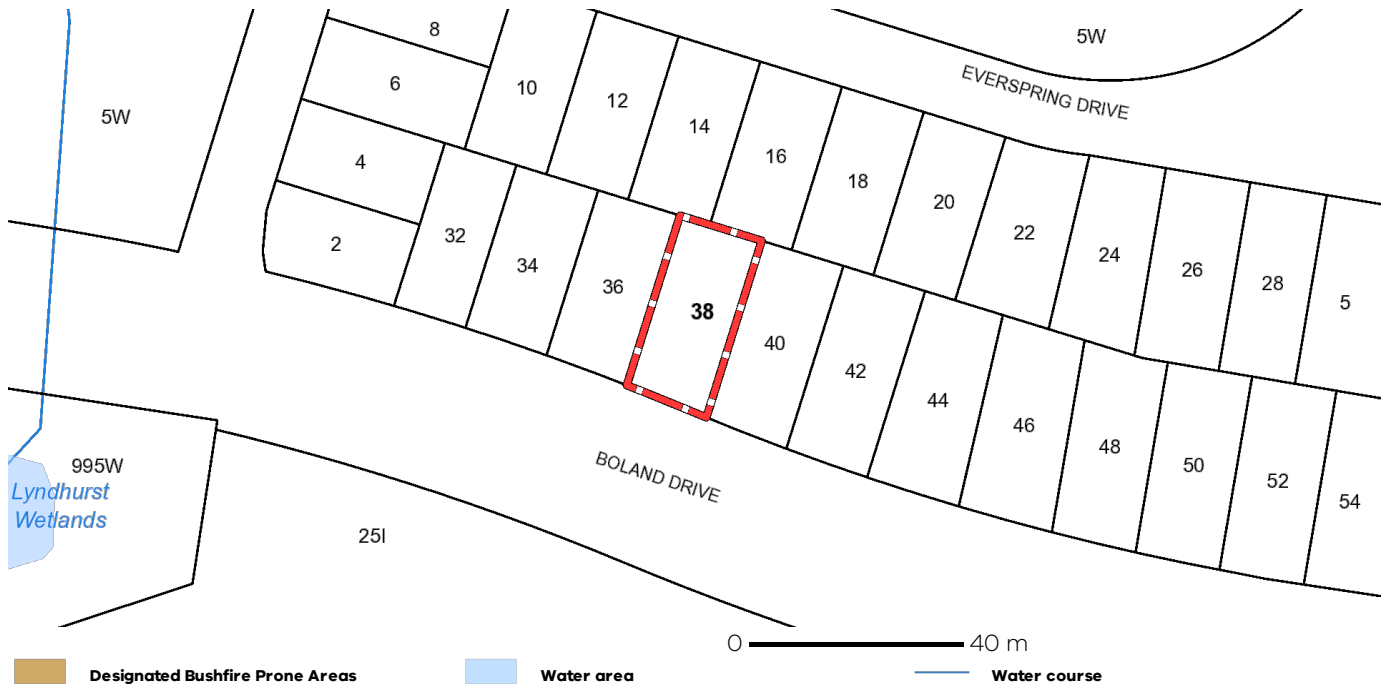 8
5W
6
10
12
EVERSPRING DRIVE
5W
14
4
16
18
20
2
32
34
36
38
22
24
26
28
5
40
42
44
46
48
50
52
54
BOLAND DRIVE
995W
Lyndhurst
Wetlands
25I
0 40 m
Designated Bushfire Prone Areas
Water area
Water course